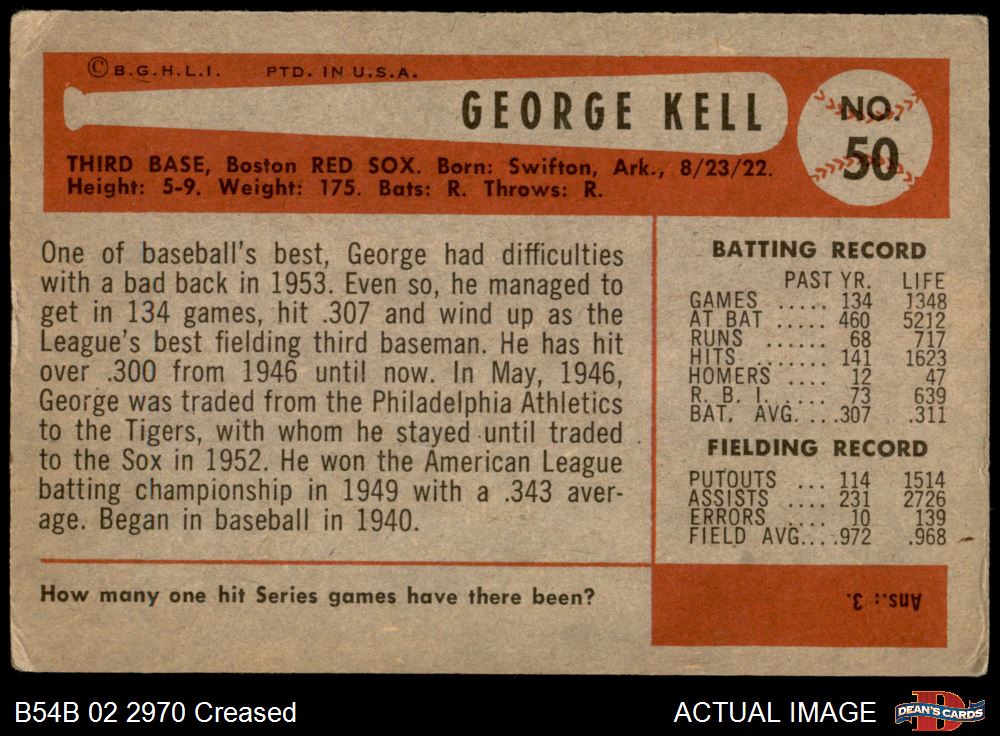 © B.G.H.L.I. PTD. IN U.S.A.
GEORGE KELL
NO.
50
THIRD BASE, Boston RED SOX. Born: Swifton, Ark., 8/23/22.
Height: 5-9. Weight: 175. Bats: R. Throws: R.
One of baseball's best, George had difficulties
with a bad back in 1953. Even so, he managed to
get in 134 games, hit .307 and wind up as the
League's best fielding third baseman. He has hit
over .300 from 1946 until now. In May, 1946,
George was traded from the Philadelphia Athletics
to the Tigers, with whom he stayed until traded
to the Sox in 1952. He won the American League
batting championship in 1949 with a .343 aver-
age. Began in baseball in 1940.
BATTING RECORD
PAST YR. LIFE
GAMES ..... 134 1348
AT BAT ..... 460 5212
RUNS ...... 68 717
HITS ....... 141 1623
HOMERS .... 12 47
R. B. I. ..... 73 639
BAT. AVG. ...307 .311
FIELDING RECORD
PUTOUTS ... 114 1514
ASSISTS .... 231 2726
ERRORS .... 10 139
FIELD AVG....972 .968
How many one hit Series games have there been?
Ans.: 3.
B54B 02 2970 Creased
ACTUAL IMAGE
D
DEAN'S CARDS